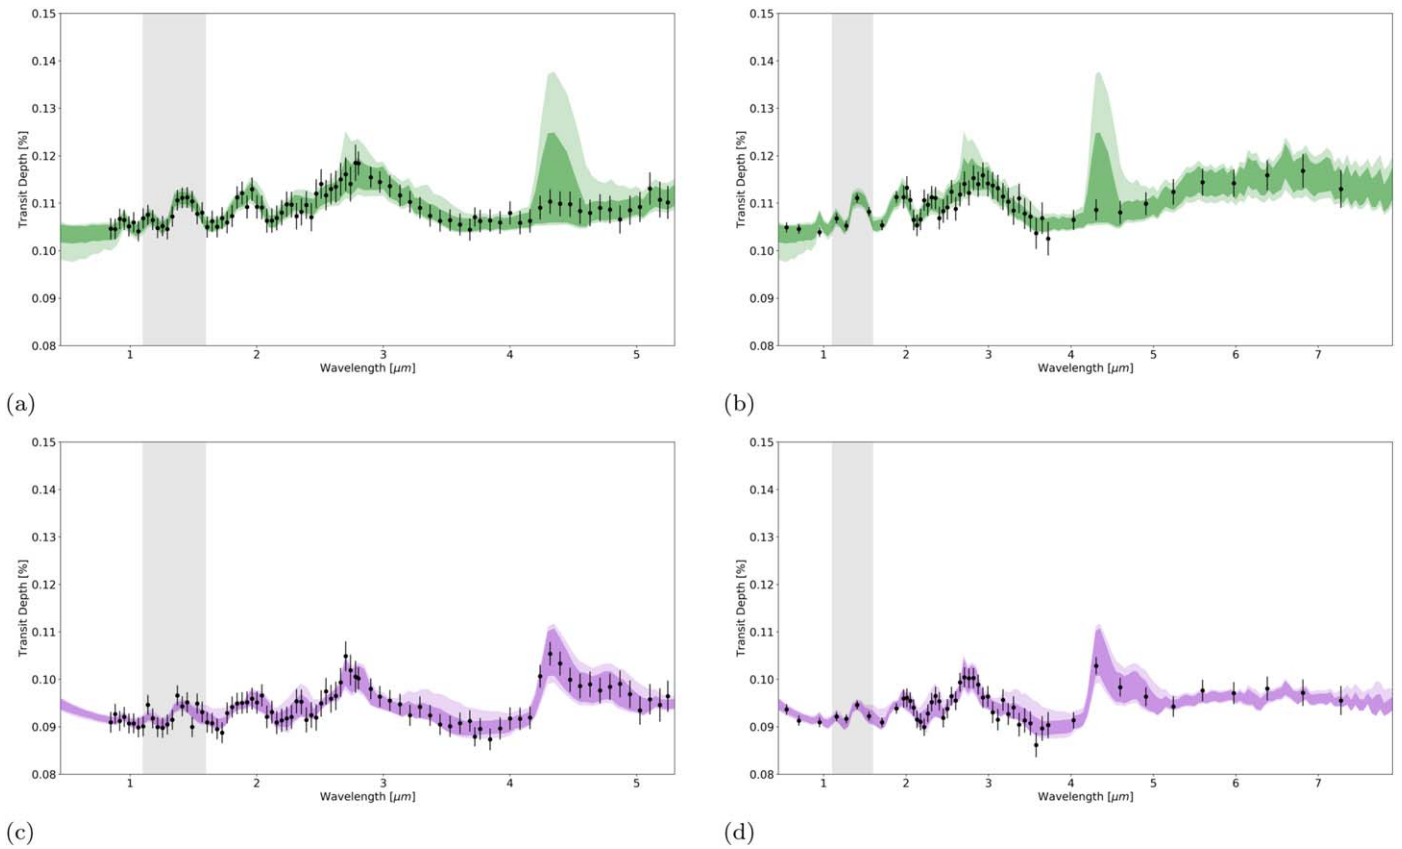 0.15
0.14
0.13
0.12
0.11
0.10
0.09
0.08
Transit Depth [%]
1 2 3 4 5
Wavelength [μm]
(a)
0.15
0.14
0.13
0.12
0.11
0.10
0.09
0.08
Transit Depth [%]
1 2 3 4 5 6 7
Wavelength [μm]
(b)
0.15
0.14
0.13
0.12
0.11
0.10
0.09
0.08
Transit Depth [%]
1 2 3 4 5
Wavelength [μm]
(c)
0.15
0.14
0.13
0.12
0.11
0.10
0.09
0.08
Transit Depth [%]
1 2 3 4 5 6 7
Wavelength [μm]
(d)